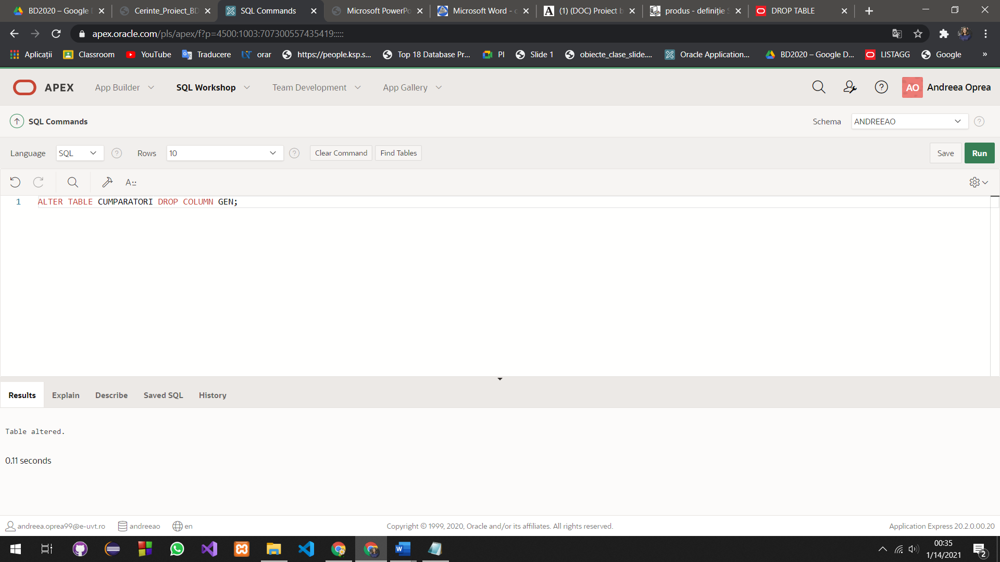 BD2020 – Google
Cerinte_Proiect_BD
SQL Commands
Microsoft PowerPo
Microsoft Word - c
(1) (DOC) Proiect b
produs - definiție
DROP TABLE
apex.oracle.com/pls/apex/f?p=4500:1003:707300557435419:::::
Aplicații
Classroom
YouTube
Traducere
orar
https://people.ksp.s...
Top 18 Database Pr...
PI
Slide 1
obiecte_clase_slide....
Oracle Application...
BD2020 – Google D...
LISTAGG
Google
»
APEX
App Builder
SQL Workshop
Team Development
App Gallery
AO
Andreea Oprea
SQL Commands
Schema
ANDREEAO
Language
SQL
Rows
10
Clear Command
Find Tables
Save
Run
1 ALTER TABLE CUMPARATORI DROP COLUMN GEN;
Results
Explain
Describe
Saved SQL
History
Table altered.
0.11 seconds
andreea.oprea99@e-uvt.ro
andreeao
en
Copyright © 1999, 2020, Oracle and/or its affiliates. All rights reserved.
Application Express 20.2.0.00.20
00:35
1/14/2021
2